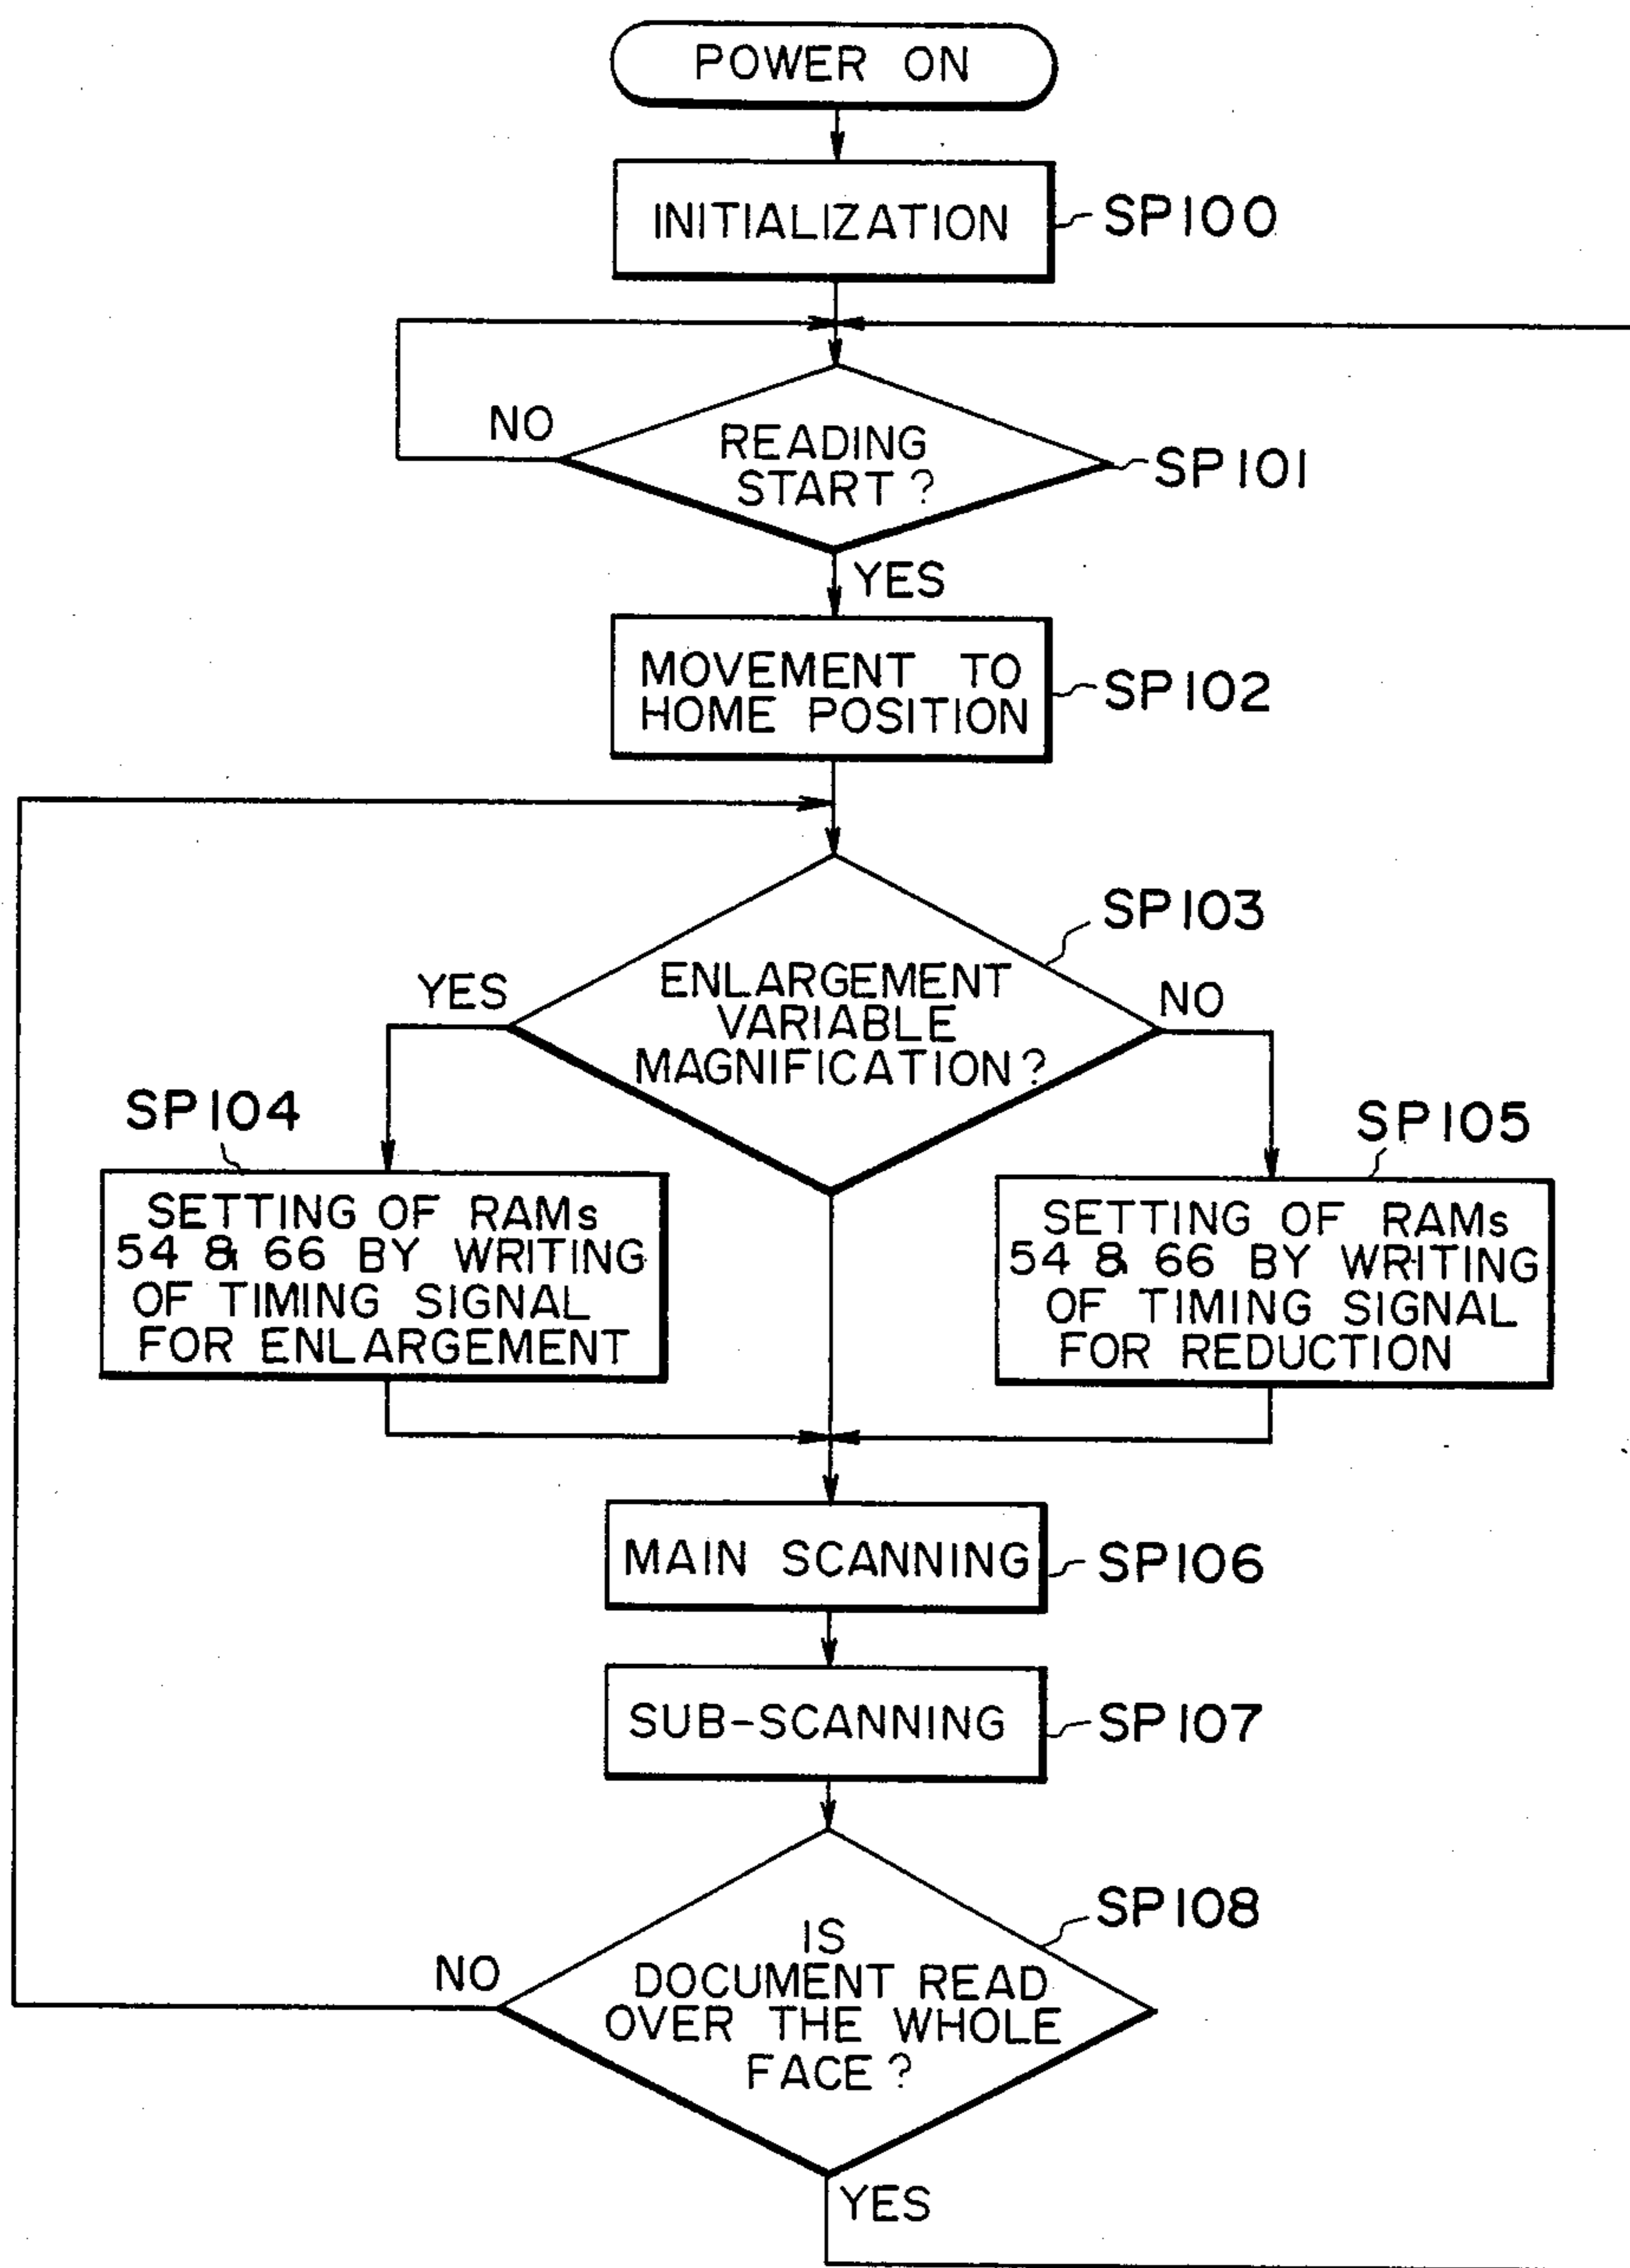 POWER ON
INITIALIZATION
SP100
NO
READING
START?
SP101
YES
MOVEMENT TO
HOME POSITION
SP102
SP103
YES
ENLARGEMENT
VARIABLE
MAGNIFICATION?
NO
SP104
SP105
SETTING OF RAMs
54 & 66 BY WRITING
OF TIMING SIGNAL
FOR ENLARGEMENT
SETTING OF RAMs
54 & 66 BY WRITING
OF TIMING SIGNAL
FOR REDUCTION
MAIN SCANNING
SP106
SUB-SCANNING
SP107
SP108
NO
IS
DOCUMENT READ
OVER THE WHOLE
FACE?
YES